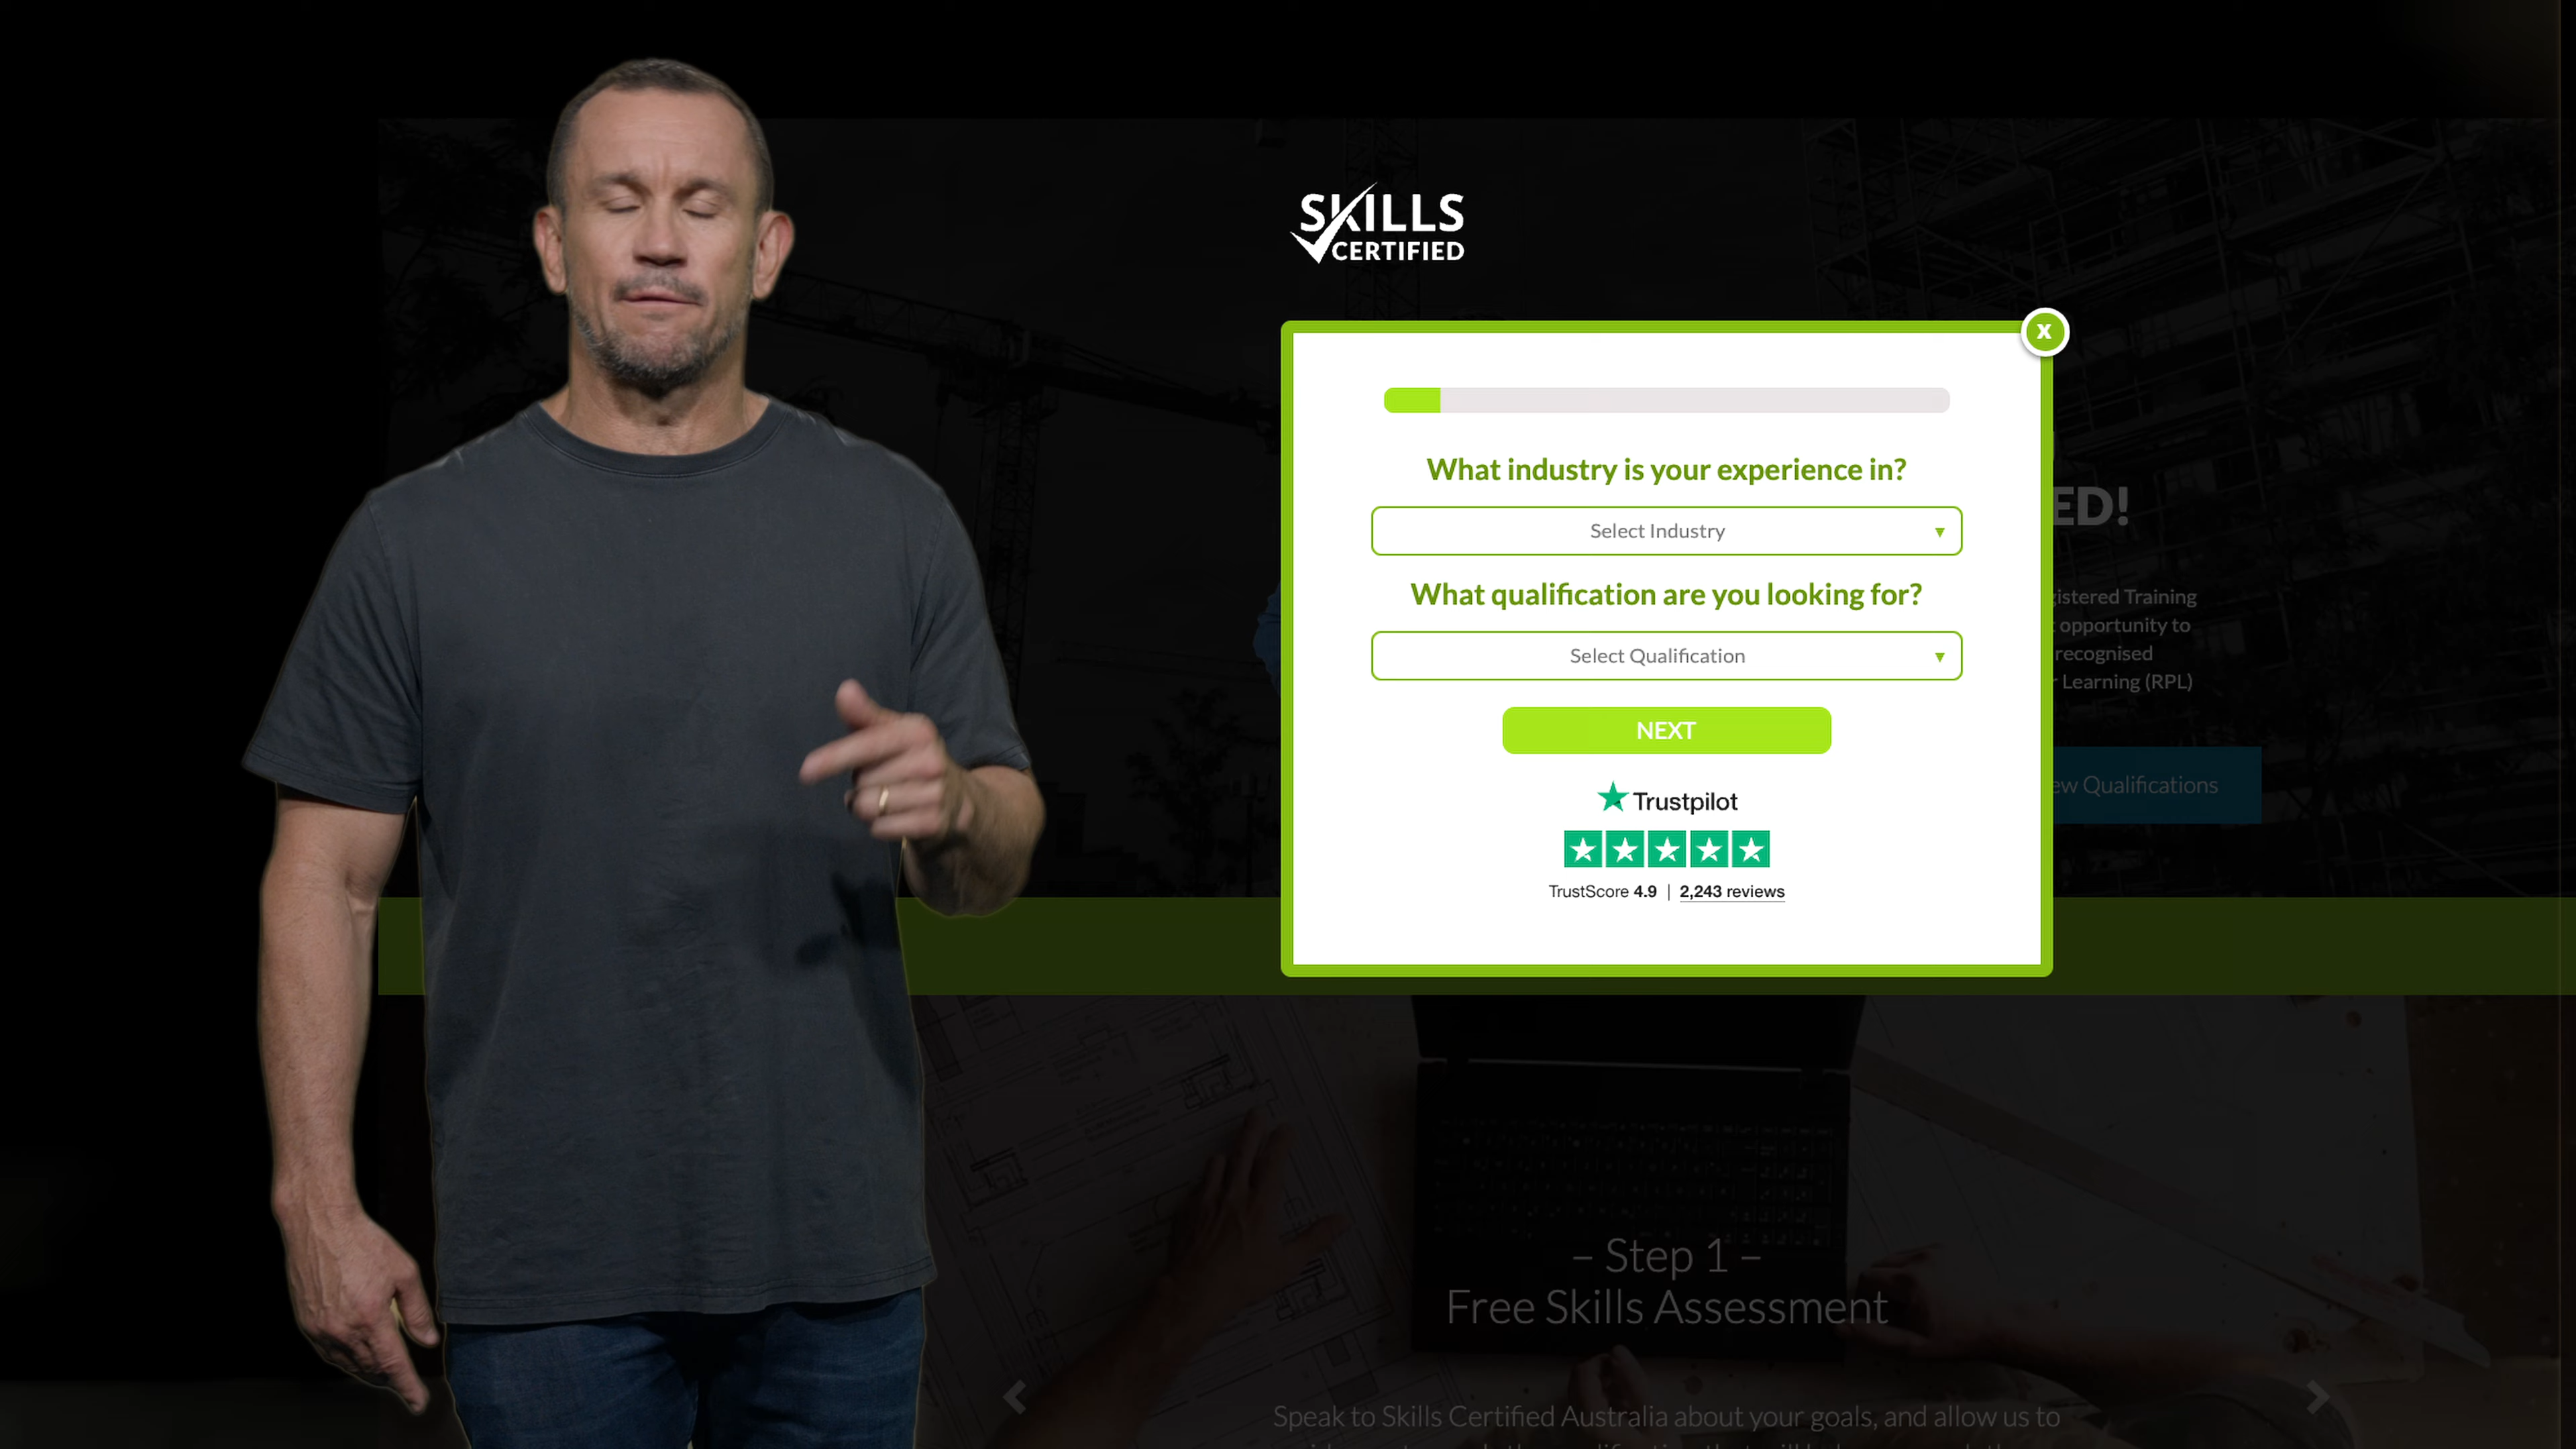 SKILLS
CERTIFIED
X
What industry is your experience in?
Select Industry
What qualification are you looking for?
Select Qualification
NEXT
Trustpilot
TrustScore 4.9 | 2,243 reviews
ED!
Training
opportunity to
recognised
Learning (RPL)
Qualifications
– Step 1 –
Free Skills Assessment
Speak to Skills Certified Australia about your goals, and allow us to